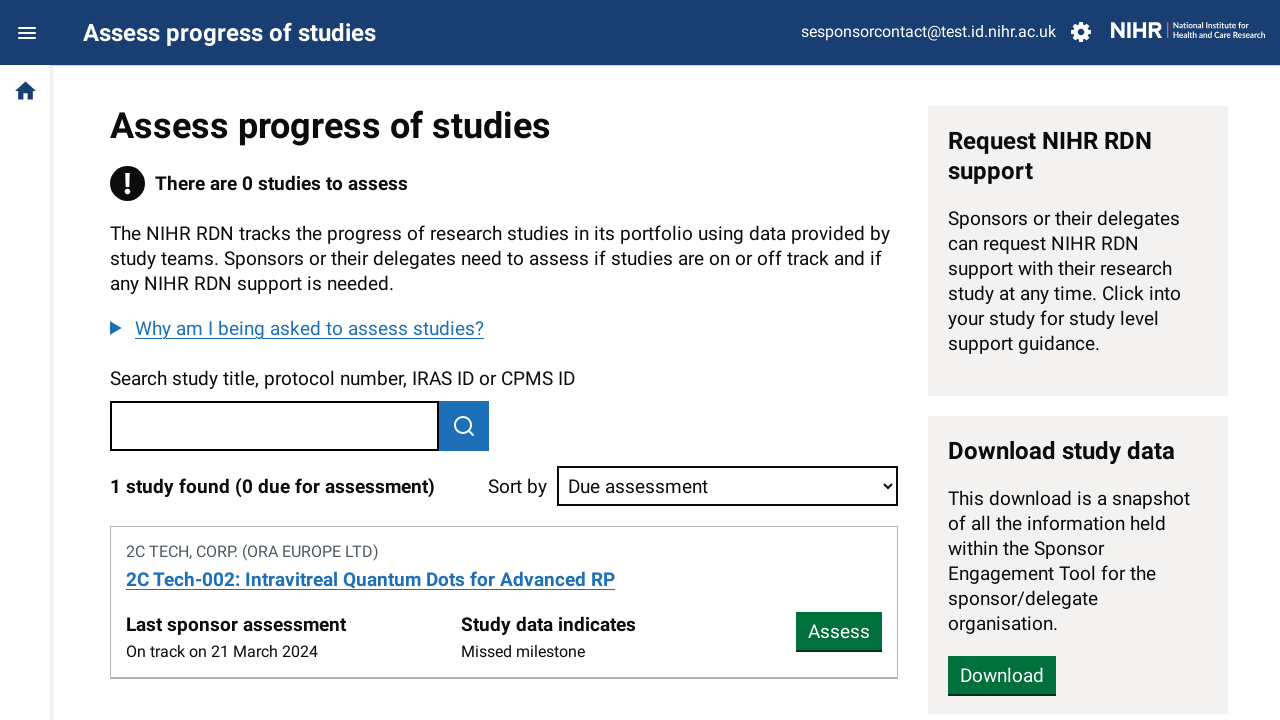 Assess progress of studies
sesponsorcontact@test.id.nihr.ac.uk
NIHR
National Institute for
Health and Care Research
Assess progress of studies
There are 0 studies to assess
The NIHR RDN tracks the progress of research studies in its portfolio using data provided by
study teams. Sponsors or their delegates need to assess if studies are on or off track and if
any NIHR RDN support is needed.
Why am I being asked to assess studies?
Search study title, protocol number, IRAS ID or CPMS ID
1 study found (0 due for assessment)
Sort by
Due assessment
2C TECH, CORP. (ORA EUROPE LTD)
2C Tech-002: Intravitreal Quantum Dots for Advanced RP
Last sponsor assessment
On track on 21 March 2024
Study data indicates
Missed milestone
Assess
Request NIHR RDN
support
Sponsors or their delegates
can request NIHR RDN
support with their research
study at any time. Click into
your study for study level
support guidance.
Download study data
This download is a snapshot
of all the information held
within the Sponsor
Engagement Tool for the
sponsor/delegate
organisation.
Download